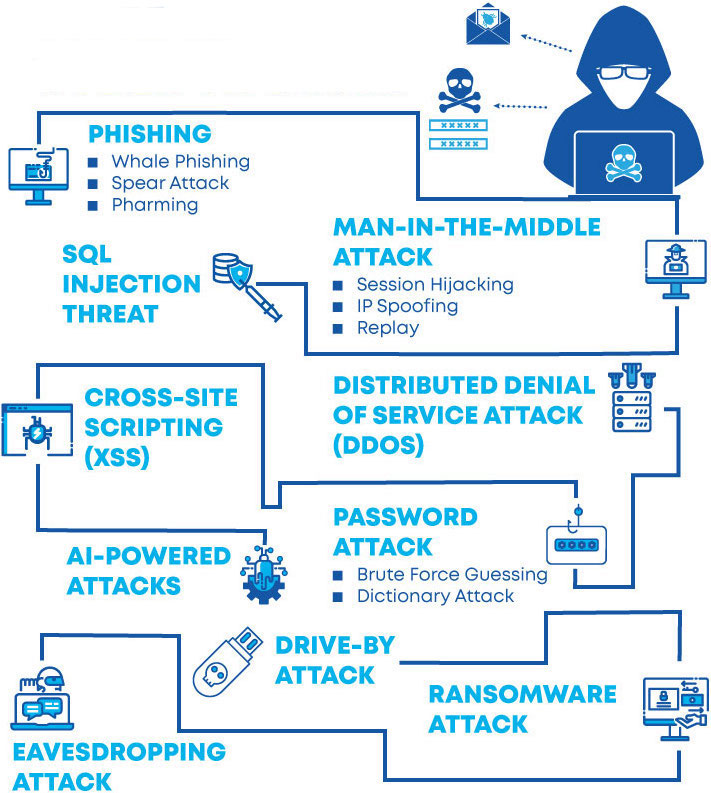 PHISHING
Whale Phishing
Spear Attack
Pharming
MAN-IN-THE-MIDDLE
ATTACK
Session Hijacking
IP Spoofing
Replay
SQL
INJECTION
THREAT
CROSS-SITE
SCRIPTING
(XSS)
DISTRIBUTED DENIAL
OF SERVICE ATTACK
(DDOS)
PASSWORD
ATTACK
Brute Force Guessing
Dictionary Attack
AI-POWERED
ATTACKS
DRIVE-BY
ATTACK
RANSOMWARE
ATTACK
EAVESDROPPING
ATTACK